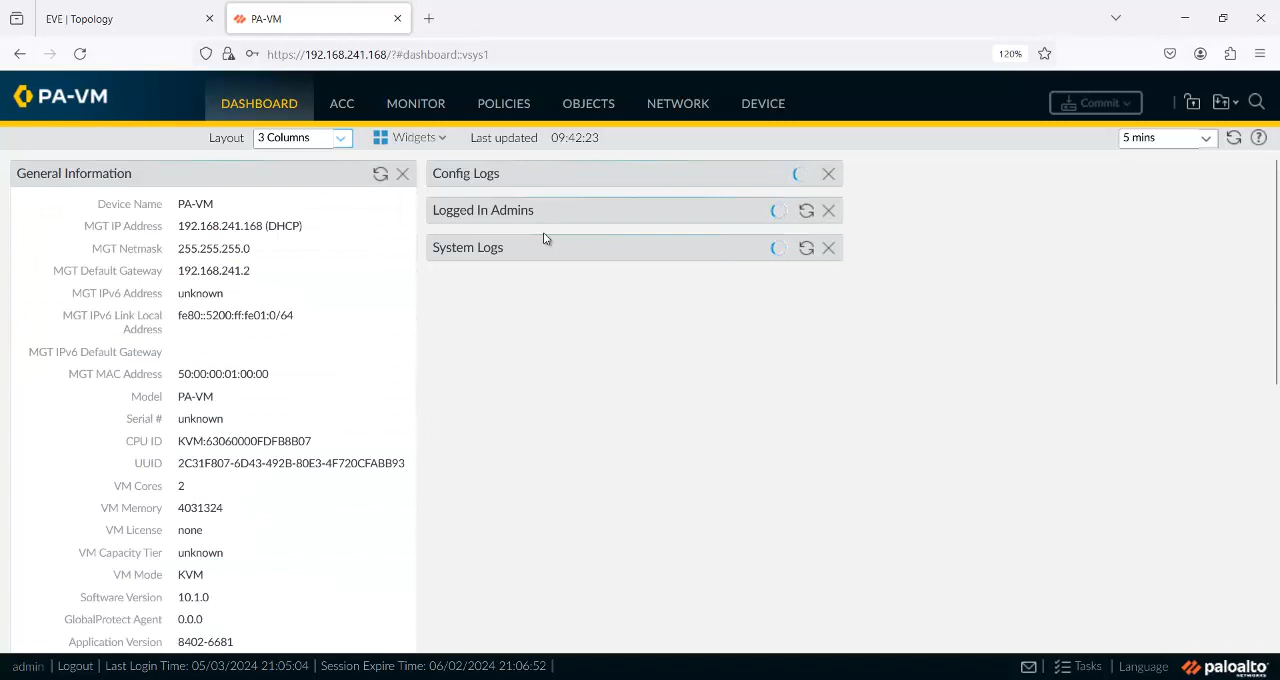 EVE | Topology
PA-VM
https://192.168.241.168/?#dashboard::vsys1
120%
PA-VM
DASHBOARD
ACC
MONITOR
POLICIES
OBJECTS
NETWORK
DEVICE
Commit
Layout
3 Columns
Widgets
Last updated 09:42:23
5 mins
General Information
Device Name PA-VM
MGT IP Address 192.168.241.168 (DHCP)
MGT Netmask 255.255.255.0
MGT Default Gateway 192.168.241.2
MGT IPv6 Address unknown
MGT IPv6 Link Local fe80::5200:ff:fe01:0/64
Address
MGT IPv6 Default Gateway
MGT MAC Address 50:00:00:01:00:00
Model PA-VM
Serial # unknown
CPU ID KVM:63060000FDFB8B07
UUID 2C31F807-6D43-492B-80E3-4F720CFABB93
VM Cores 2
VM Memory 4031324
VM License none
VM Capacity Tier unknown
VM Mode KVM
Software Version 10.1.0
GlobalProtect Agent 0.0.0
Application Version 8402-6681
Config Logs
Logged In Admins
System Logs
admin | Logout | Last Login Time: 05/03/2024 21:05:04 | Session Expire Time: 06/02/2024 21:06:52 |
Tasks | Language
paloalto
NETWORKS